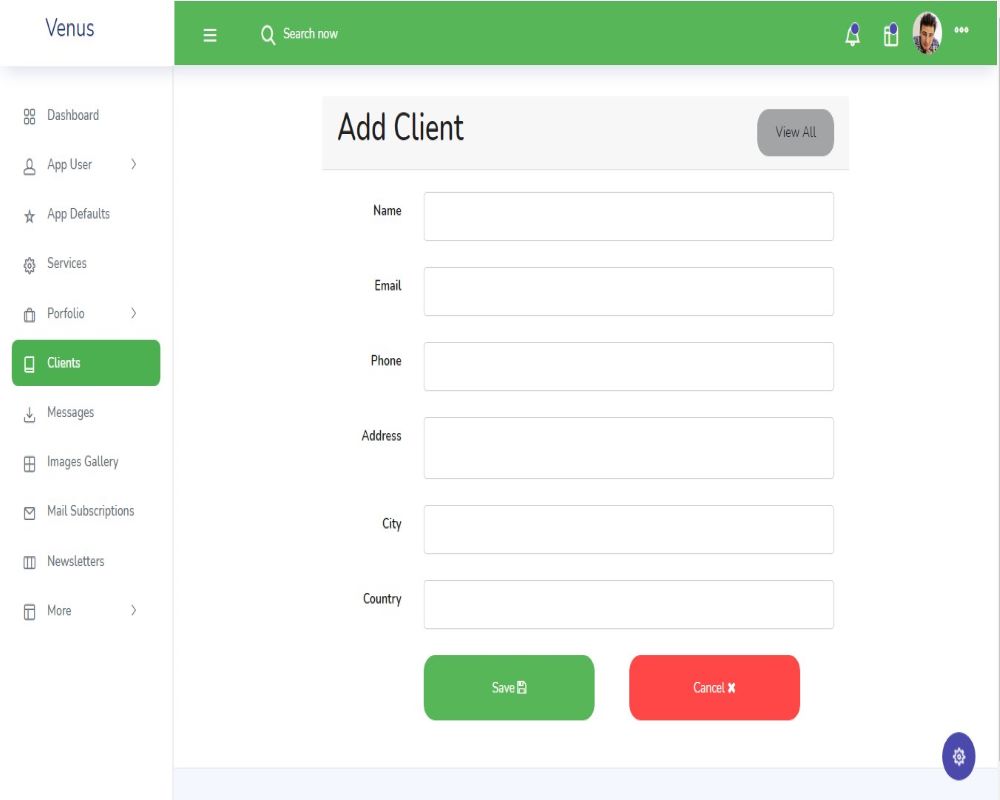 Venus
Search now
Dashboard
App User
App Defaults
Services
Porfolio
Clients
Messages
Images Gallery
Mail Subscriptions
Newsletters
More
Add Client
View All
Name
Email
Phone
Address
City
Country
Save
Cancel